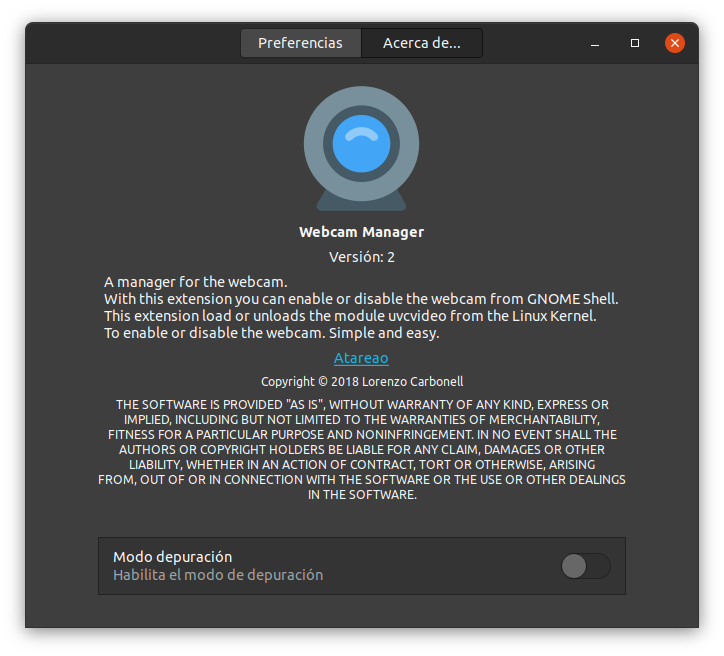 Preferencias
Acerca de...
Webcam Manager
Versión: 2
A manager for the webcam.
With this extension you can enable or disable the webcam from GNOME Shell.
This extension load or unloads the module uvcvideo from the Linux Kernel.
To enable or disable the webcam. Simple and easy.
Atareao
Copyright © 2018 Lorenzo Carbonell
THE SOFTWARE IS PROVIDED "AS IS", WITHOUT WARRANTY OF ANY KIND, EXPRESS OR
IMPLIED, INCLUDING BUT NOT LIMITED TO THE WARRANTIES OF MERCHANTABILITY,
FITNESS FOR A PARTICULAR PURPOSE AND NONINFRINGEMENT. IN NO EVENT SHALL THE
AUTHORS OR COPYRIGHT HOLDERS BE LIABLE FOR ANY CLAIM, DAMAGES OR OTHER
LIABILITY, WHETHER IN AN ACTION OF CONTRACT, TORT OR OTHERWISE, ARISING
FROM, OUT OF OR IN CONNECTION WITH THE SOFTWARE OR THE USE OR OTHER DEALINGS
IN THE SOFTWARE.
Modo depuración
Habilita el modo de depuración